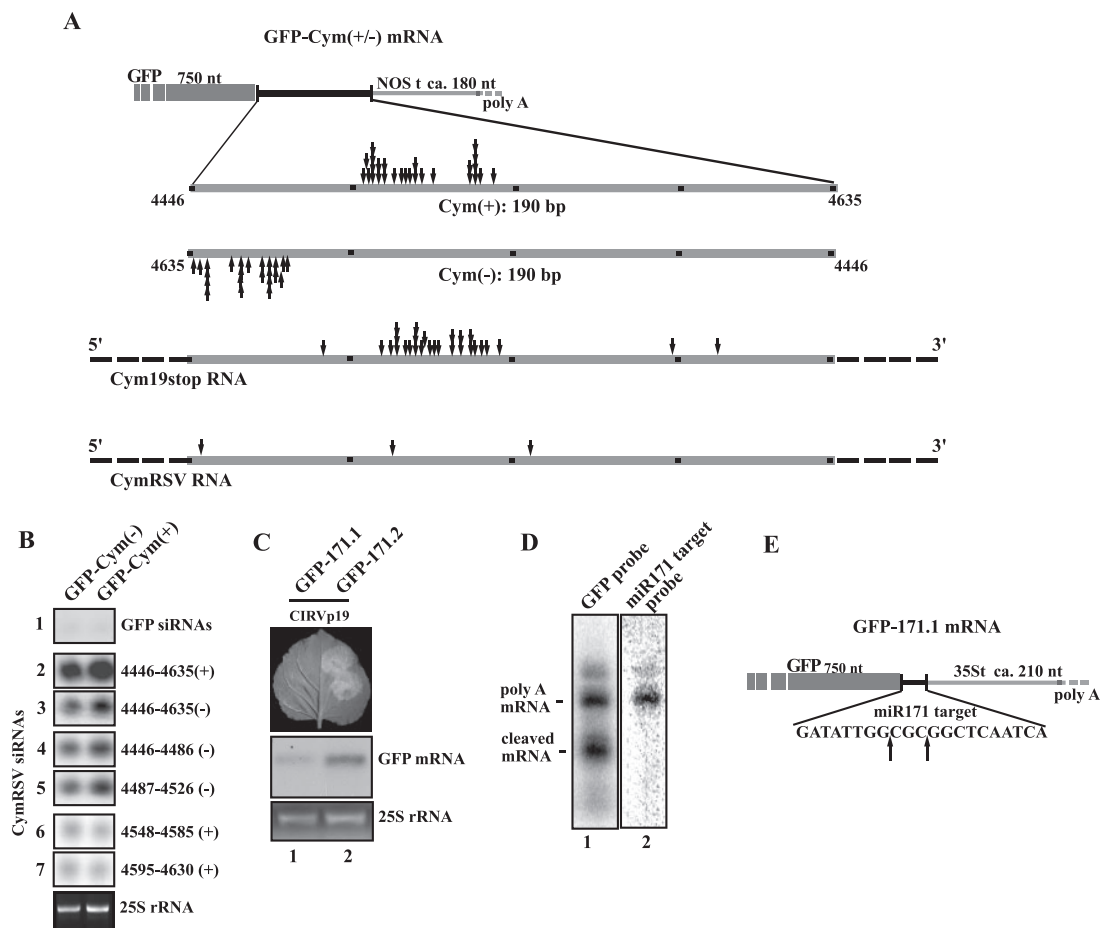 A
GFP-Cym(+/-) mRNA
GFP 750 nt
NOS t ca. 180 nt
poly A
4446
Cym(+): 190 bp
4635
4635
Cym(-): 190 bp
4446
5'
3'
Cym19stop RNA
5'
3'
CymRSV RNA
B
GFP-Cym(-)
GFP-Cym(+)
CymRSV siRNAs
1 GFP siRNAs
2 4446-4635(+)
3 4446-4635(-)
4 4446-4486 (-)
5 4487-4526 (-)
6 4548-4585 (+)
7 4595-4630 (+)
25S rRNA
C
GFP-171.1
GFP-171.2
CIRVp19
GFP mRNA
25S rRNA
1 2
D
GFP probe
miR171 target
probe
poly A
mRNA
cleaved
mRNA
1 2
E
GFP-171.1 mRNA
GFP 750 nt
35St ca. 210 nt
poly A
miR171 target
GATATTGGCGCGGCTCAATCA